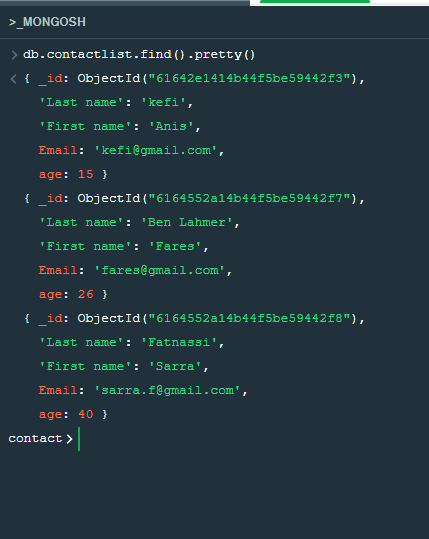 >_MONGOSH
> db.contactlist.find().pretty()
< { _id: ObjectId("61642e1414b44f5be59442f3"),
'Last name': 'kefi',
'First name': 'Anis',
Email: 'kefi@gmail.com',
age: 15 }
{ _id: ObjectId("6164552a14b44f5be59442f7"),
'Last name': 'Ben Lahmer',
'First name': 'Fares',
Email: 'fares@gmail.com',
age: 26 }
{ _id: ObjectId("6164552a14b44f5be59442f8"),
'Last name': 'Fatnassi',
'First name': 'Sarra',
Email: 'sarra.f@gmail.com',
age: 40 }
contact>